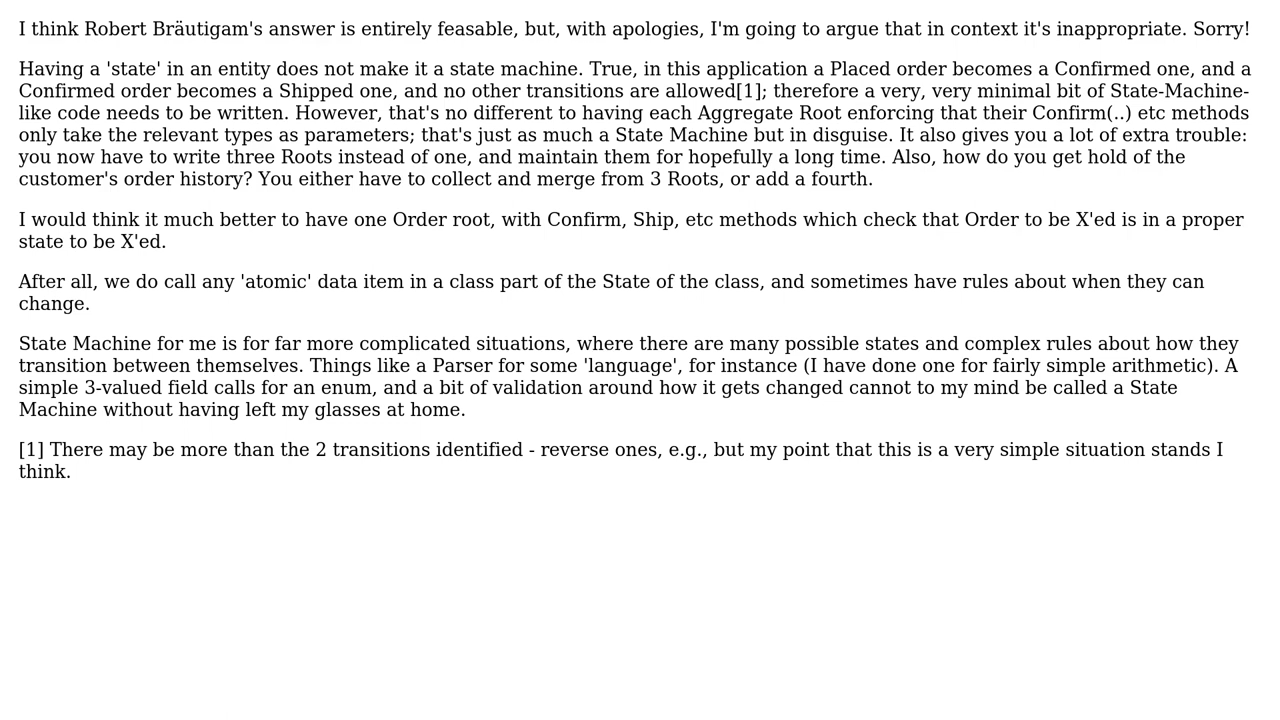 I think Robert Bräutigam's answer is entirely feasable, but, with apologies, I'm going to argue that in context it's inappropriate. Sorry!
Having a 'state' in an entity does not make it a state machine. True, in this application a Placed order becomes a Confirmed one, and a
Confirmed order becomes a Shipped one, and no other transitions are allowed[1]; therefore a very, very minimal bit of State-Machine-
like code needs to be written. However, that's no different to having each Aggregate Root enforcing that their Confirm(..) etc methods
only take the relevant types as parameters; that's just as much a State Machine but in disguise. It also gives you a lot of extra trouble:
you now have to write three Roots instead of one, and maintain them for hopefully a long time. Also, how do you get hold of the
customer's order history? You either have to collect and merge from 3 Roots, or add a fourth.
I would think it much better to have one Order root, with Confirm, Ship, etc methods which check that Order to be X'ed is in a proper
state to be X'ed.
After all, we do call any 'atomic' data item in a class part of the State of the class, and sometimes have rules about when they can
change.
State Machine for me is for far more complicated situations, where there are many possible states and complex rules about how they
transition between themselves. Things like a Parser for some 'language', for instance (I have done one for fairly simple arithmetic). A
simple 3-valued field calls for an enum, and a bit of validation around how it gets changed cannot to my mind be called a State
Machine without having left my glasses at home.
[1] There may be more than the 2 transitions identified - reverse ones, e.g., but my point that this is a very simple situation stands I
think.